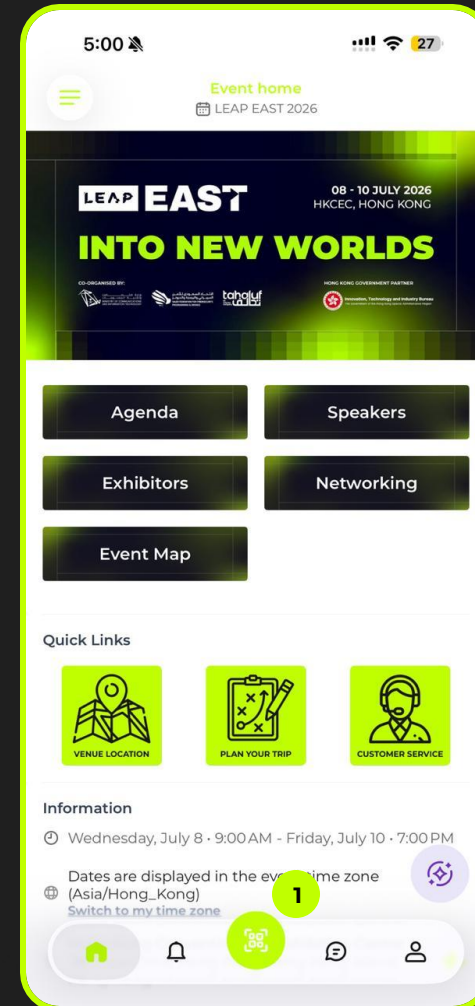 5:00
27
Event home
LEAP EAST 2026
LEAP EAST
08 - 10 JULY 2026
HKCEC, HONG KONG
INTO NEW WORLDS
CO-ORGANISED BY:
HONG KONG GOVERNMENT PARTNER
tahaluf
Innovation, Technology and Industry Bureau
Agenda
Speakers
Exhibitors
Networking
Event Map
Quick Links
VENUE LOCATION
PLAN YOUR TRIP
CUSTOMER SERVICE
Information
Wednesday, July 8 • 9:00 AM - Friday, July 10 • 7:00 PM
Dates are displayed in the event time zone
(Asia/Hong_Kong)
1
Switch to my time zone